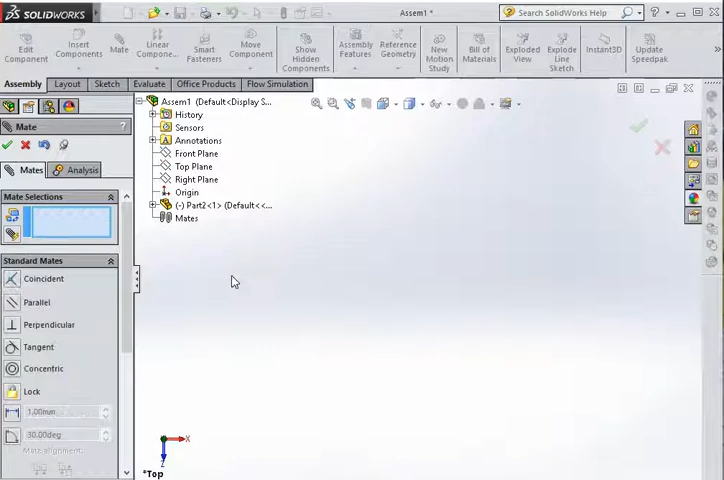 SOLIDWORKS
Assem1 *
Search SolidWorks Help
Edit Component
Insert Components
Mate
Linear Compone...
Smart Fasteners
Move Component
Show Hidden Components
Assembly Features
Reference Geometry
New Motion Study
Bill of Materials
Exploded View
Explode Line Sketch
Instant3D
Update Speedpak
Assembly
Layout
Sketch
Evaluate
Office Products
Flow Simulation
Mate
?
Mates
Analysis
Mate Selections
Standard Mates
Coincident
Parallel
Perpendicular
Tangent
Concentric
Lock
1.00mm
30.00deg
Mate alignment:
Assem1 (Default<Display S...
History
Sensors
A Annotations
Front Plane
Top Plane
Right Plane
Origin
(-) Part2<1> (Default<<...
Mates
X
Z
*Top